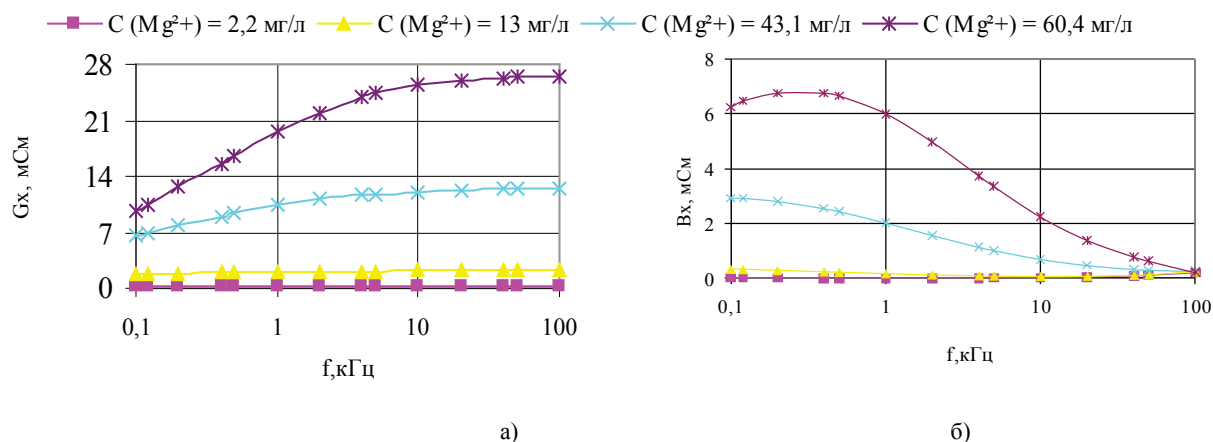 C (Mg²+) = 2,2 мг/л C (Mg²+) = 13 мг/л C (Mg²+) = 43,1 мг/л C (Mg²+) = 60,4 мг/л
Gx, мСм
28
21
14
7
0
0,1 1 10 100
f,кГц
а)
Bx, мСм
8
6
4
2
0
0,1 1 10 100
f,кГц
б)